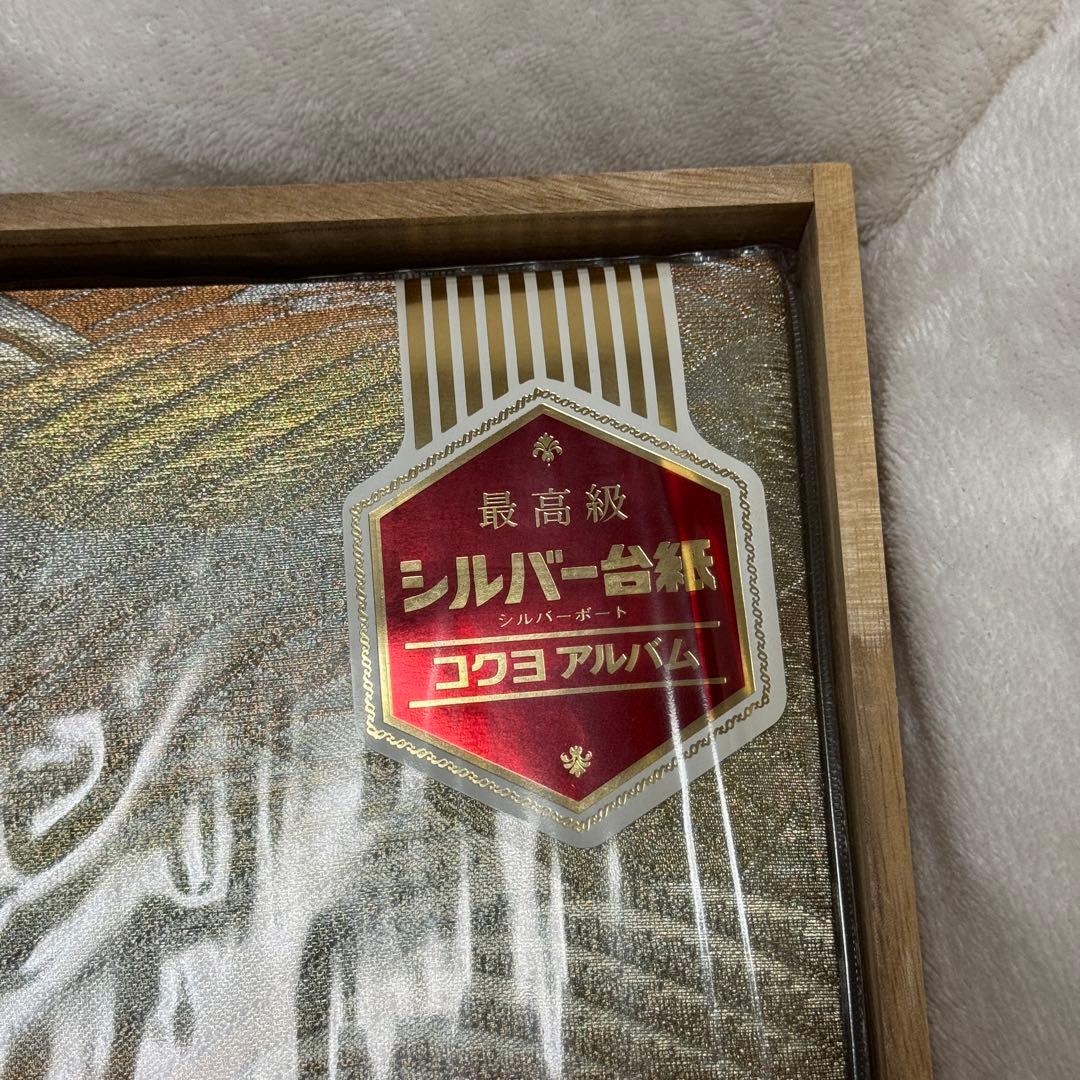 最高級
シルバー台紙
シルバーボート
コクヨ アルバム